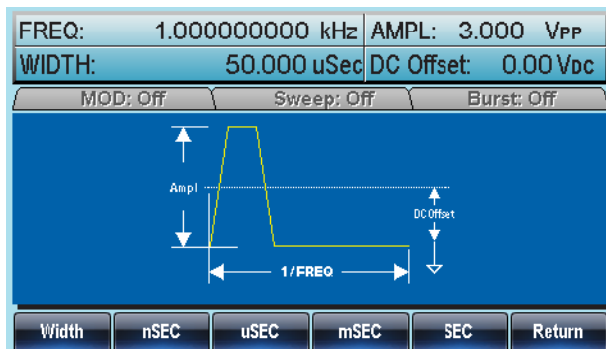 FREQ: 1.000000000 kHz AMPL: 3.000 VPP
WIDTH: 50.000 uSec DC Offset: 0.00 VDC
MOD: Off Sweep: Off Burst: Off
Ampl
DC Offset
1/FREQ
Width nSEC uSEC mSEC SEC Return